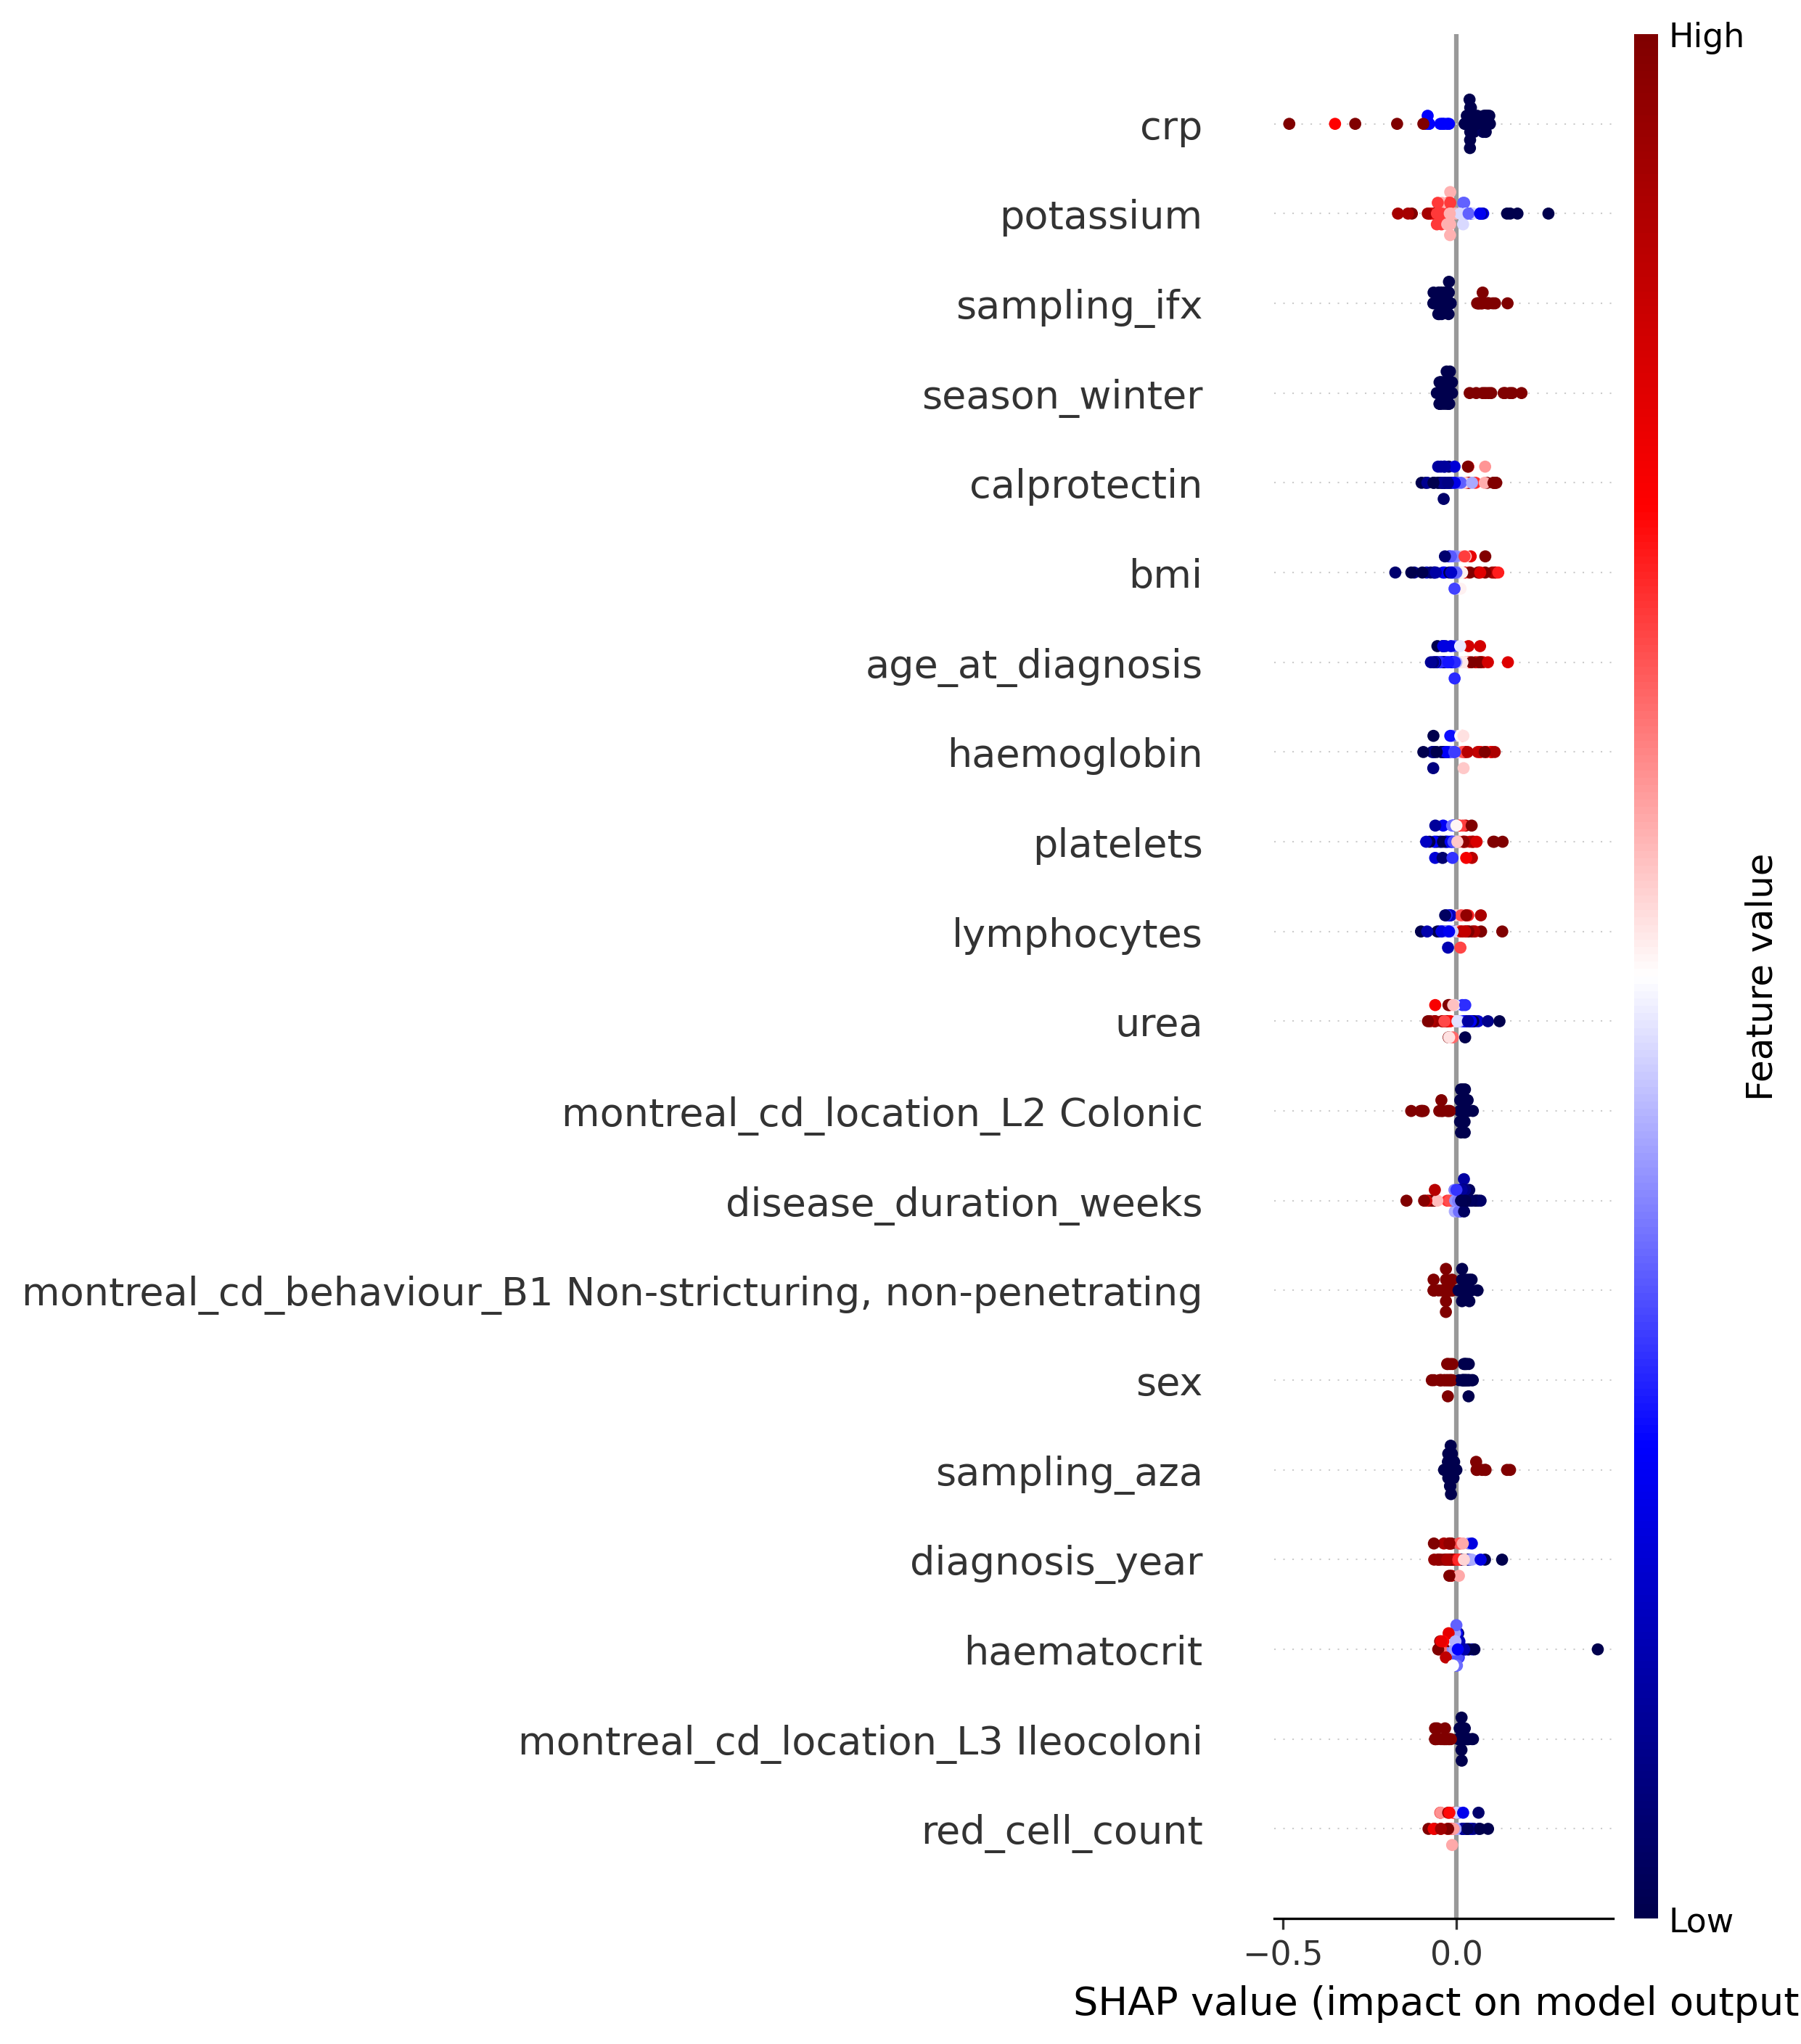 High
crp
potassium
sampling_ifx
season_winter
calprotectin
bmi
age_at_diagnosis
haemoglobin
platelets
lymphocytes
urea
montreal_cd_location_L2 Colonic
disease_duration_weeks
montreal_cd_behaviour_B1 Non-stricturing, non-penetrating
sex
sampling_aza
diagnosis_year
haematocrit
montreal_cd_location_L3 Ileocoloni
red_cell_count
Feature value
Low
−0.5 0.0
SHAP value (impact on model output